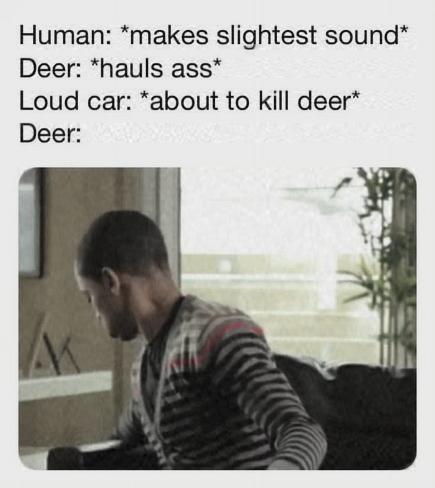 Human: *makes slightest sound*
Deer: *hauls ass*
Loud car: *about to kill deer*
Deer: